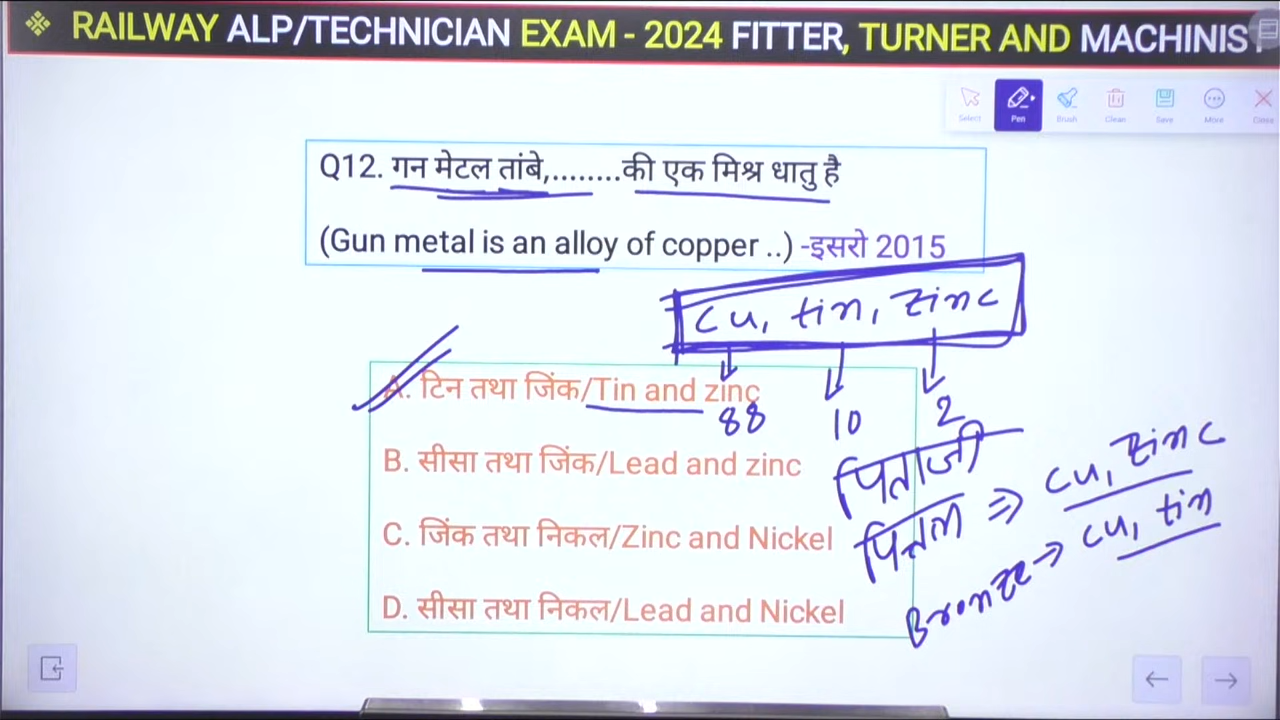 RAILWAY ALP/TECHNICIAN EXAM - 2024 FITTER, TURNER AND MACHINIST
Select Pen Brush Clean Save More Close
Q12. गन मेटल तांबे,........की एक मिश्र धातु है
(Gun metal is an alloy of copper ..) -इसरो 2015
Cu, tin, Zinc
A. टिन तथा जिंक/Tin and zinc
88 10 2
B. सीसा तथा जिंक/Lead and zinc
पिताजी
पित्तल ⇒ Cu, Zinc
C. जिंक तथा निकल/Zinc and Nickel
Bronze → Cu, tin
D. सीसा तथा निकल/Lead and Nickel